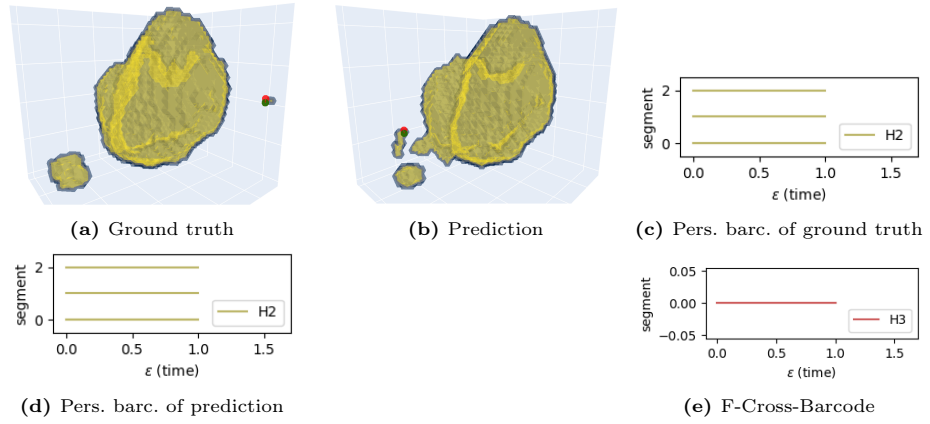 2
segment
0
H2
0.0 0.5 1.0 1.5
ε (time)
(a) Ground truth
(b) Prediction
(c) Pers. barc. of ground truth
2
segment
0
H2
0.0 0.5 1.0 1.5
ε (time)
0.05
segment
0.00
H3
−0.05
0.0 0.5 1.0 1.5
ε (time)
(d) Pers. barc. of prediction
(e) F-Cross-Barcode